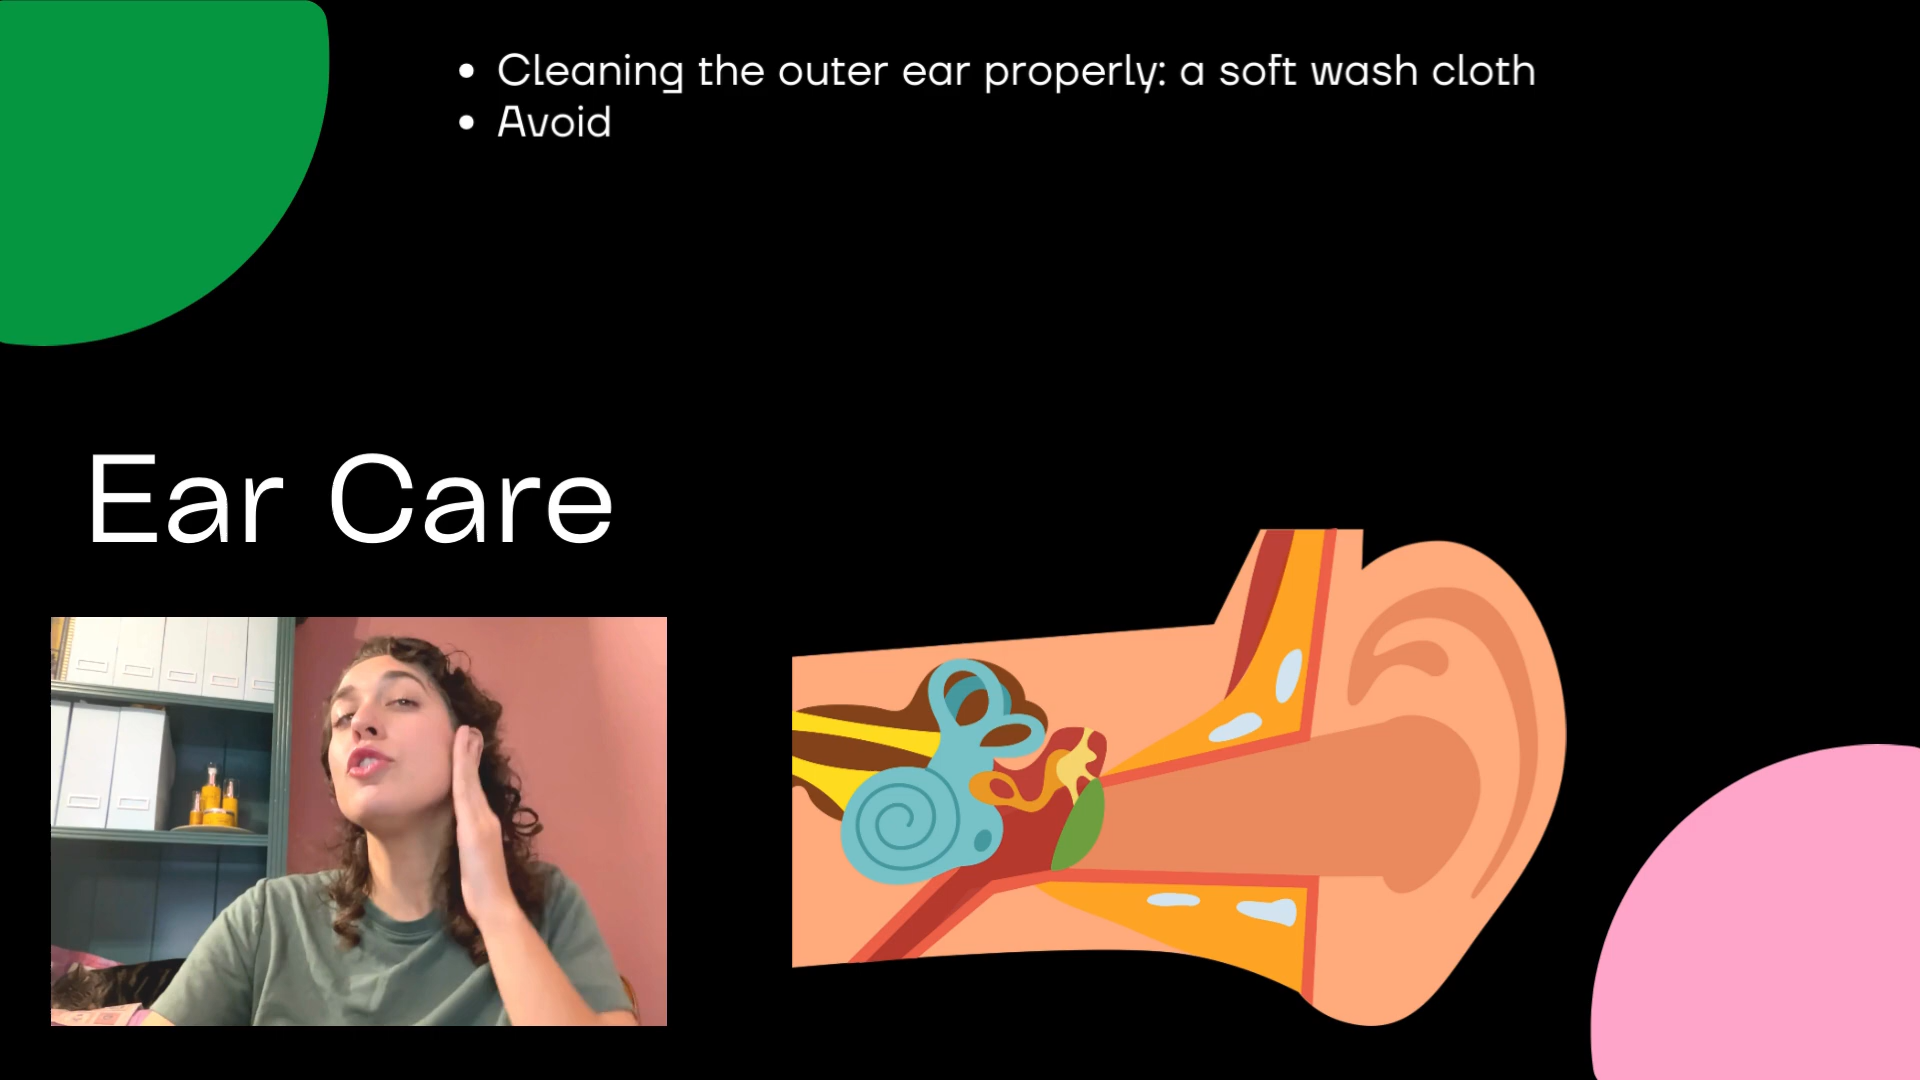 • Cleaning the outer ear properly: a soft wash cloth
• Avoid
Ear Care